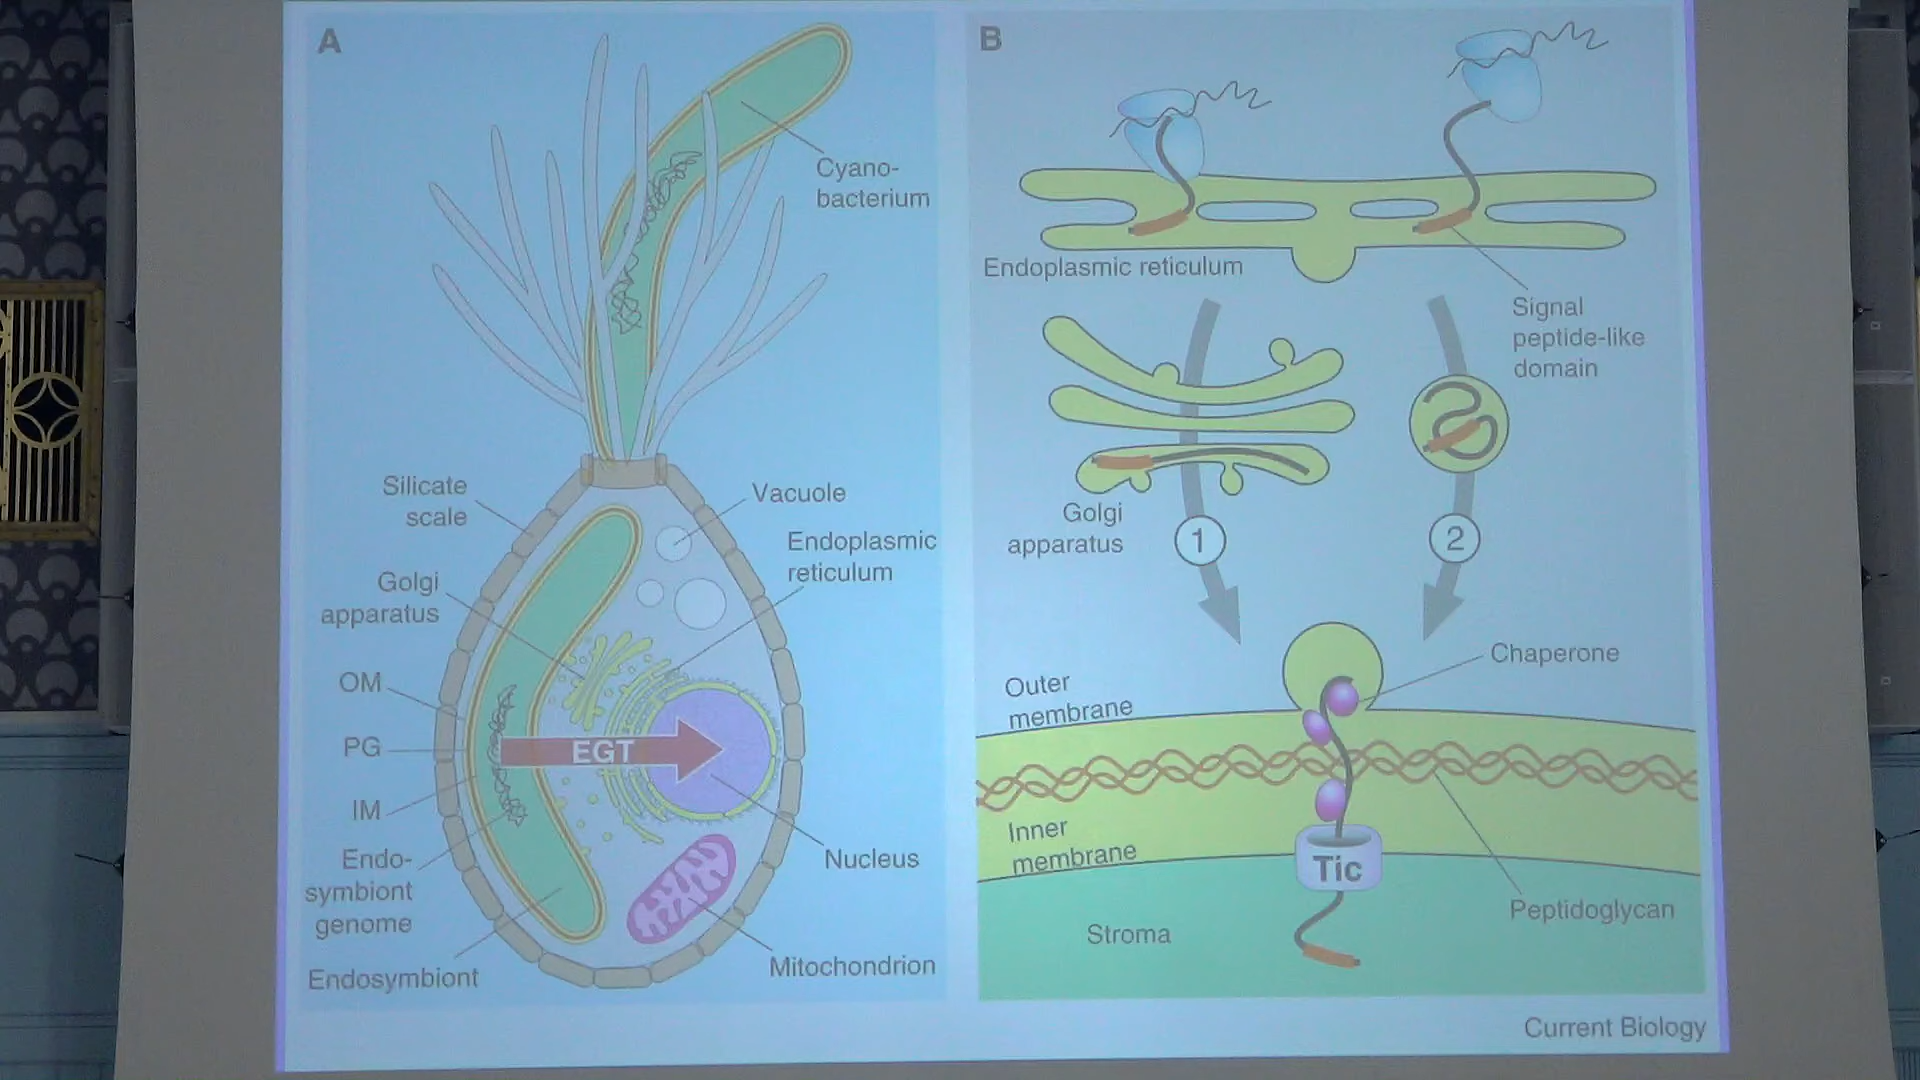 A
Cyano-
bacterium
Silicate
scale
Vacuole
Endoplasmic
reticulum
Golgi
apparatus
OM
PG
EGT
IM
Endo-
symbiont
genome
Nucleus
Endosymbiont
Mitochondrion
B
Endoplasmic reticulum
Signal
peptide-like
domain
Golgi
apparatus
1
2
Chaperone
Outer
membrane
Inner
membrane
Tic
Peptidoglycan
Stroma
Current Biology